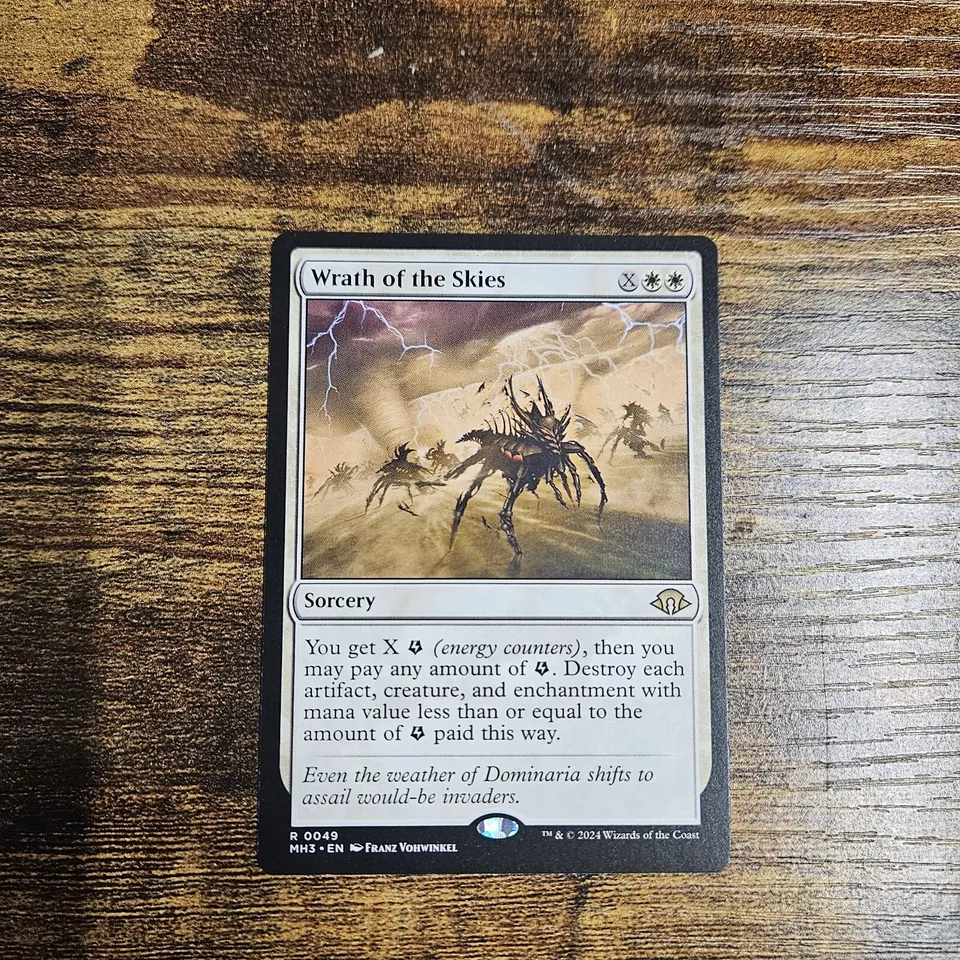 Wrath of the Skies X
Sorcery
You get X (energy counters), then you
may pay any amount of . Destroy each
artifact, creature, and enchantment with
mana value less than or equal to the
amount of paid this way.
Even the weather of Dominaria shifts to
assail would-be invaders.
R 0049
™ & © 2024 Wizards of the Coast
MH3 • EN Franz Vohwinkel